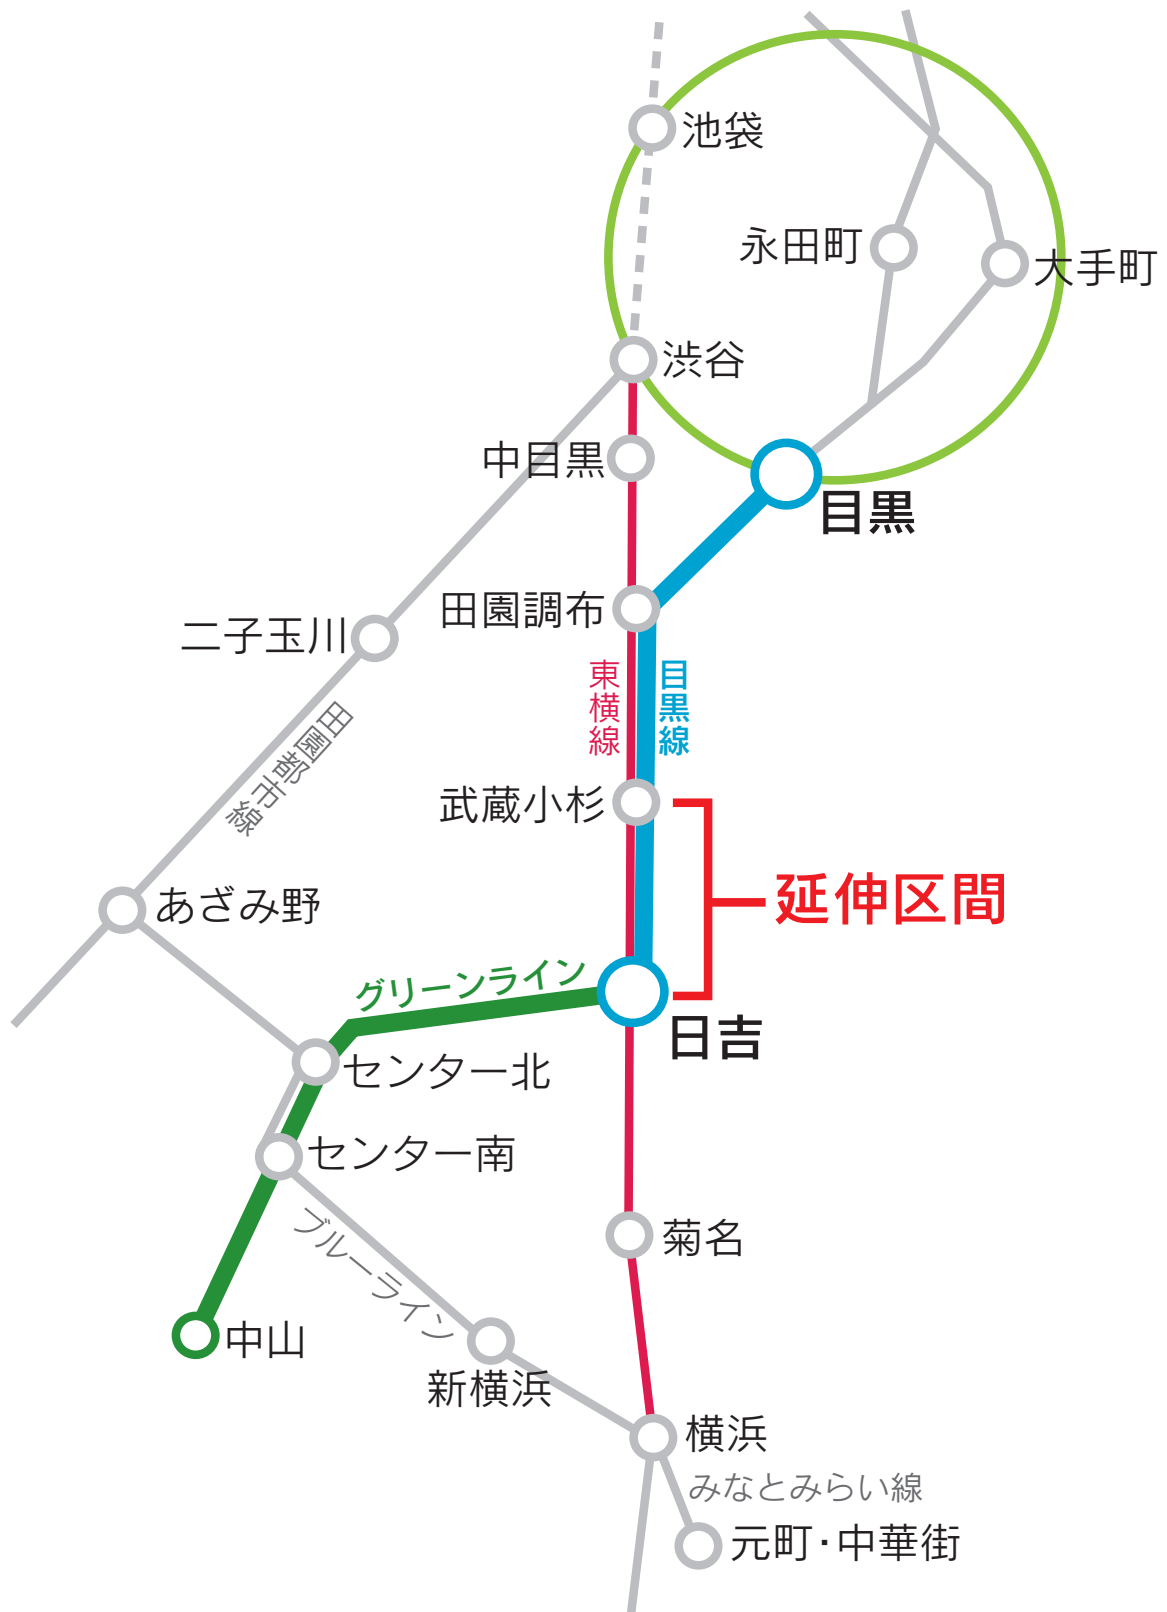 池袋
永田町
大手町
渋谷
中目黒
目黒
田園調布
二子玉川
東横線
目黒線
田園都市線
武蔵小杉
延伸区間
あざみ野
グリーンライン
日吉
センター北
センター南
ブルーライン
菊名
中山
新横浜
横浜
みなとみらい線
元町・中華街